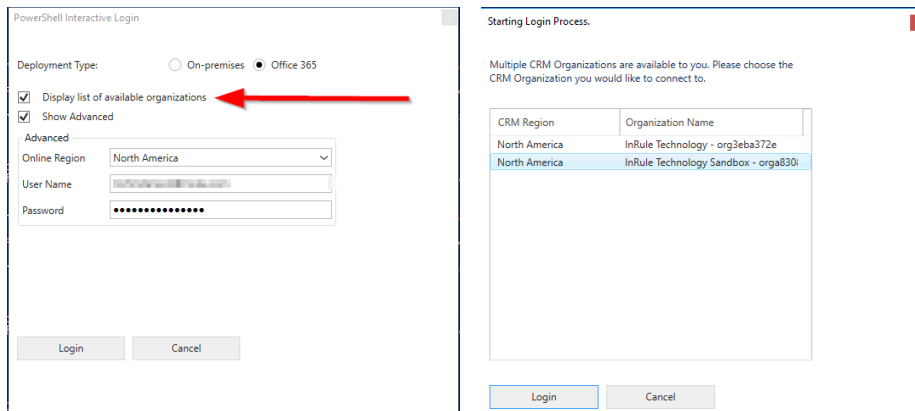 PowerShell Interactive Login
Deployment Type:
On-premises
Office 365
Display list of available organizations
Show Advanced
Advanced
Online Region
North America
User Name
Password
Login
Cancel
Starting Login Process.
Multiple CRM Organizations are available to you. Please choose the
CRM Organization you would like to connect to.
CRM Region
Organization Name
North America
InRule Technology - org3eba372e
North America
InRule Technology Sandbox - orga830
Login
Cancel